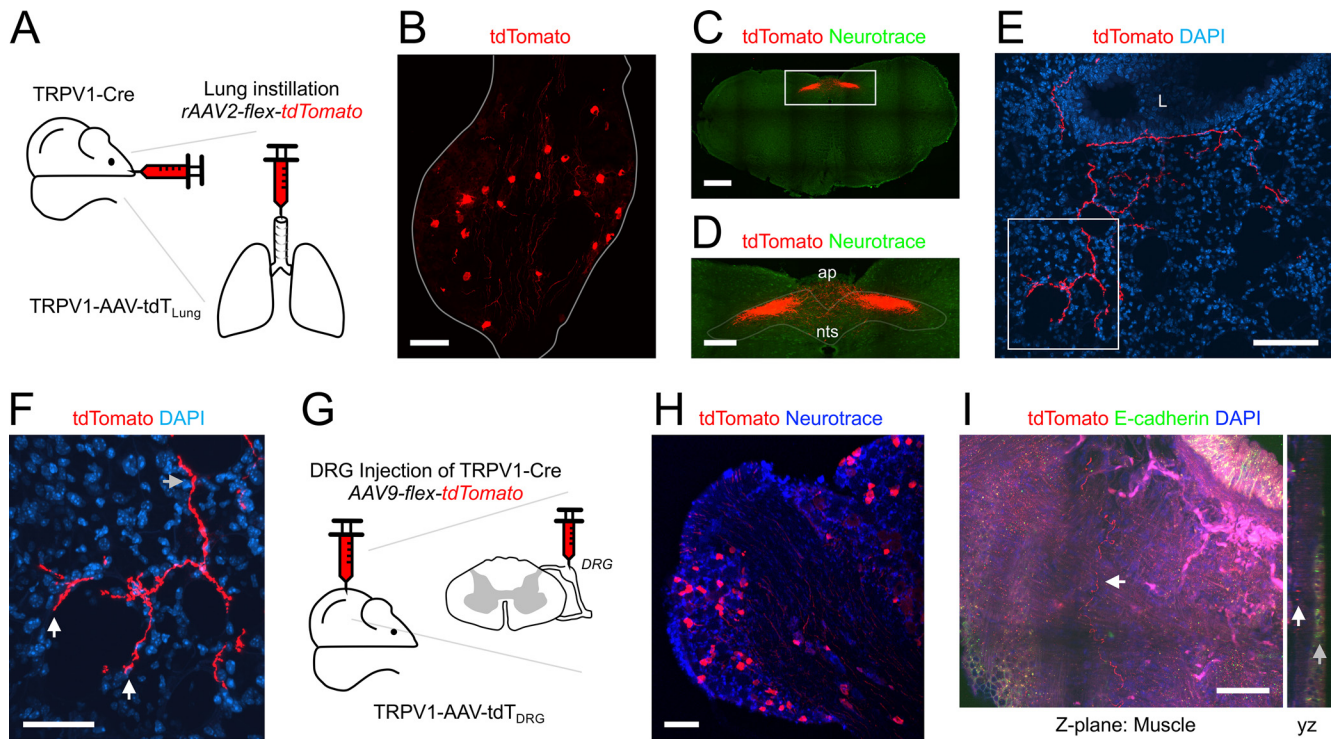 A
TRPV1-Cre
Lung instillation
rAAV2-flex-tdTomato
TRPV1-AAV-tdTLung
B
tdTomato
C
tdTomato Neurotrace
D
tdTomato Neurotrace
ap
nts
E
tdTomato DAPI
L
F
tdTomato DAPI
G
DRG Injection of TRPV1-Cre
AAV9-flex-tdTomato
DRG
TRPV1-AAV-tdTDRG
H
tdTomato Neurotrace
I
tdTomato E-cadherin DAPI
Z-plane: Muscle
yz